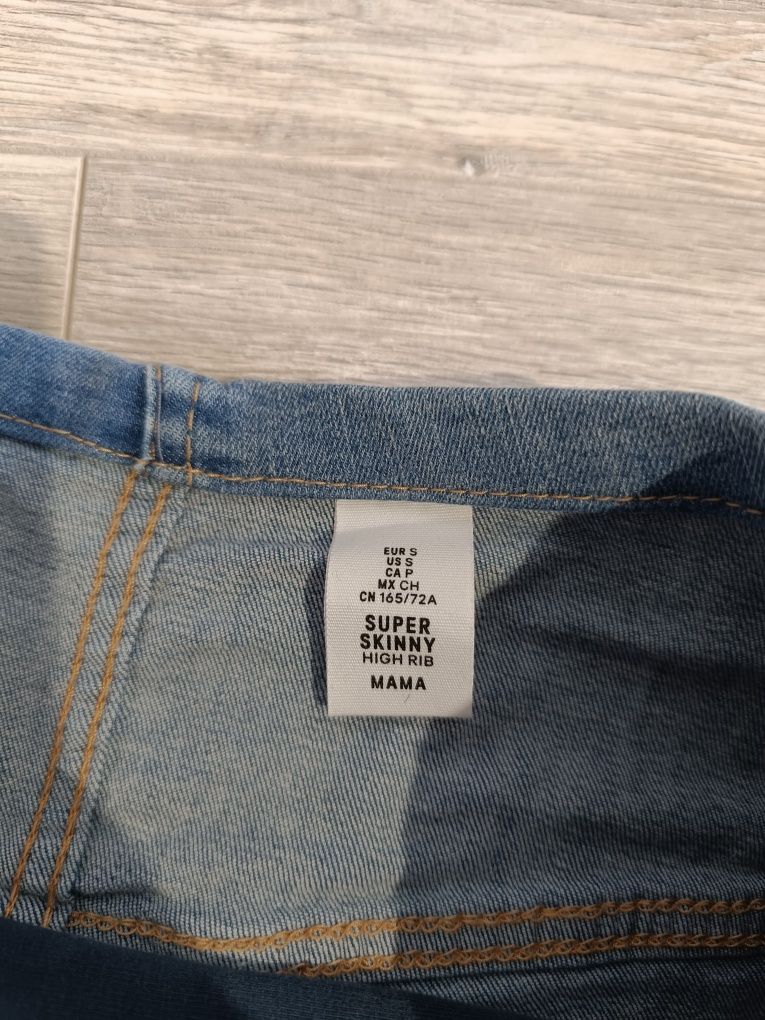 EUR S
US S
CA P
MX CH
CN 165/72A
SUPER
SKINNY
HIGH RIB
MAMA